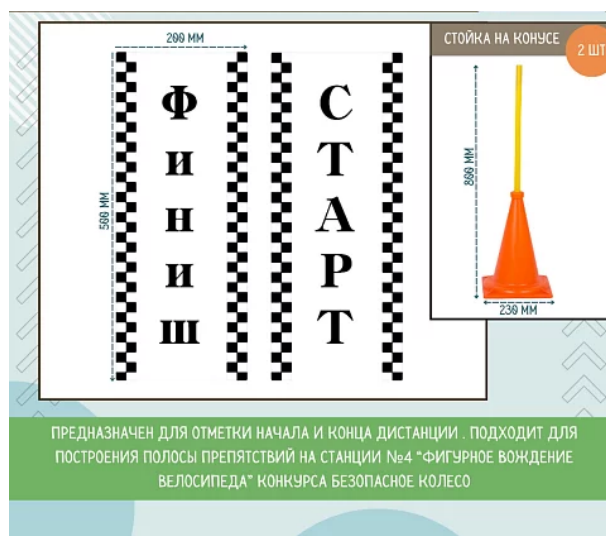 200 ММ
500 ММ
Ф
и
н
и
ш
С
Т
А
Р
Т
СТОЙКА НА КОНУСЕ
2 ШТ
800 ММ
230 ММ
ПРЕДНАЗНАЧЕН ДЛЯ ОТМЕТКИ НАЧАЛА И КОНЦА ДИСТАНЦИИ . ПОДХОДИТ ДЛЯ
ПОСТРОЕНИЯ ПОЛОСЫ ПРЕПЯТСТВИЙ НА СТАНЦИИ №4 "ФИГУРНОЕ ВОЖДЕНИЕ
ВЕЛОСИПЕДА" КОНКУРСА БЕЗОПАСНОЕ КОЛЕСО